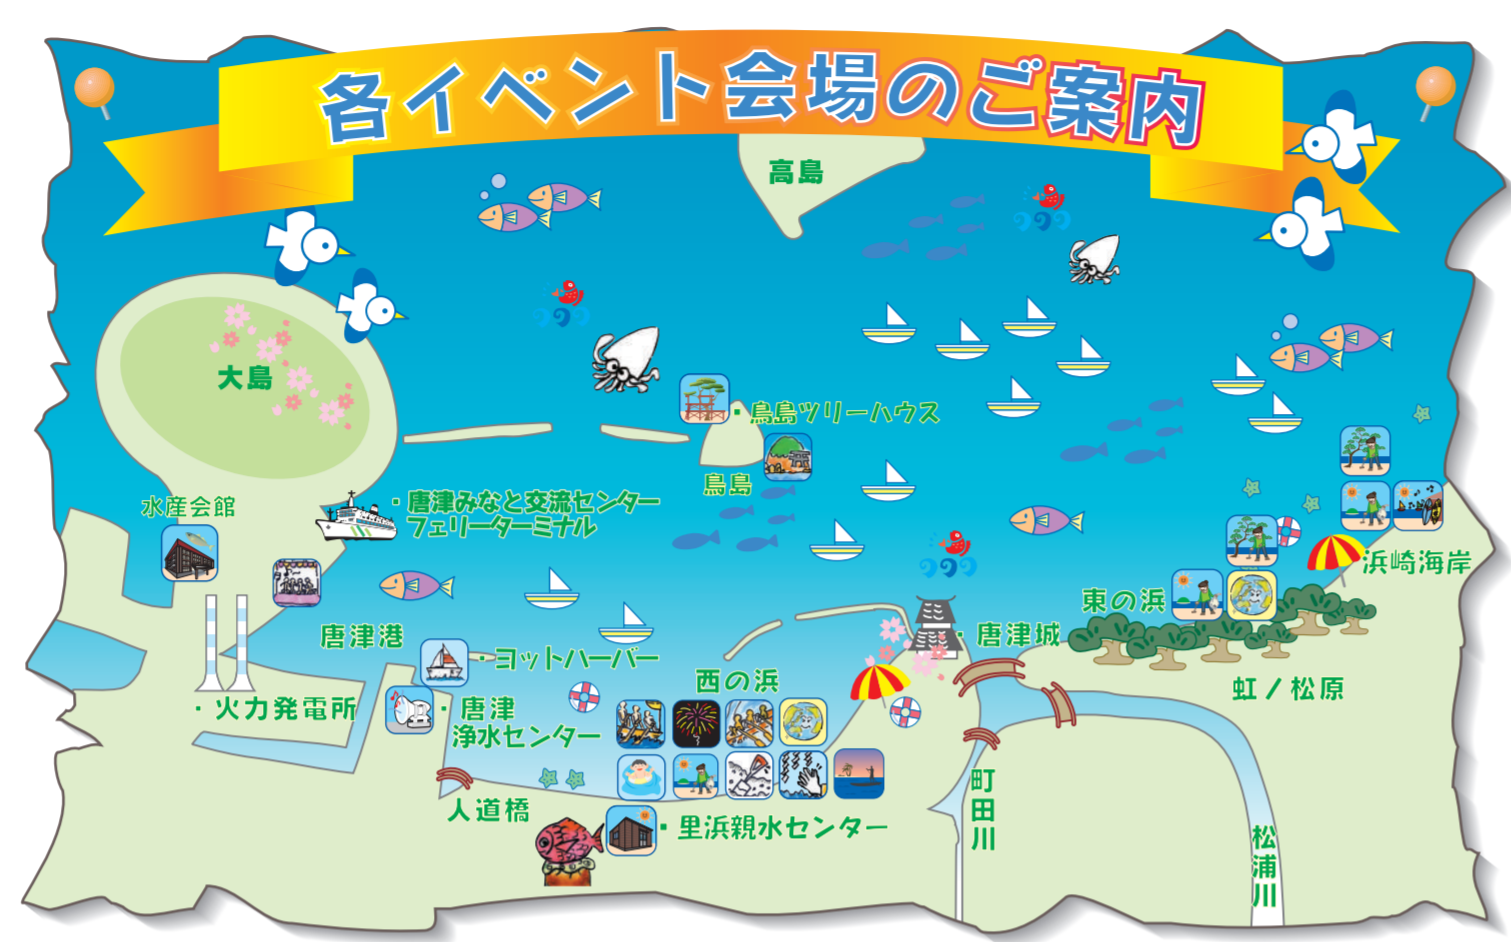 各イベント会場のご案内
高島
大島
・鳥島ツリーハウス
鳥島
水産会館
・唐津みなと交流センター
フェリーターミナル
浜崎海岸
東の浜
唐津港
・唐津城
・ヨットハーバー
西の浜
虹ノ松原
・火力発電所
・唐津
浄水センター
町田川
人道橋
・里浜親水センター
松浦川